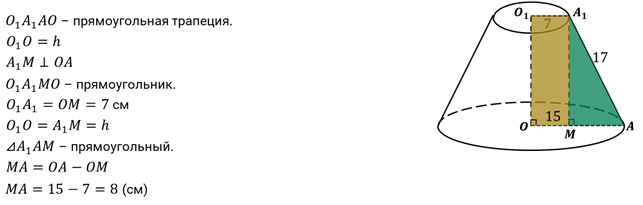 O₁A₁AO – прямоугольная трапеция.
O₁O = h
A₁M ⊥ OA
O₁A₁MO – прямоугольник.
O₁A₁ = OM = 7 см
O₁O = A₁M = h
⊿A₁AM – прямоугольный.
MA = OA − OM
MA = 15 − 7 = 8 (см)
O₁ A₁
7
17
15
O M A